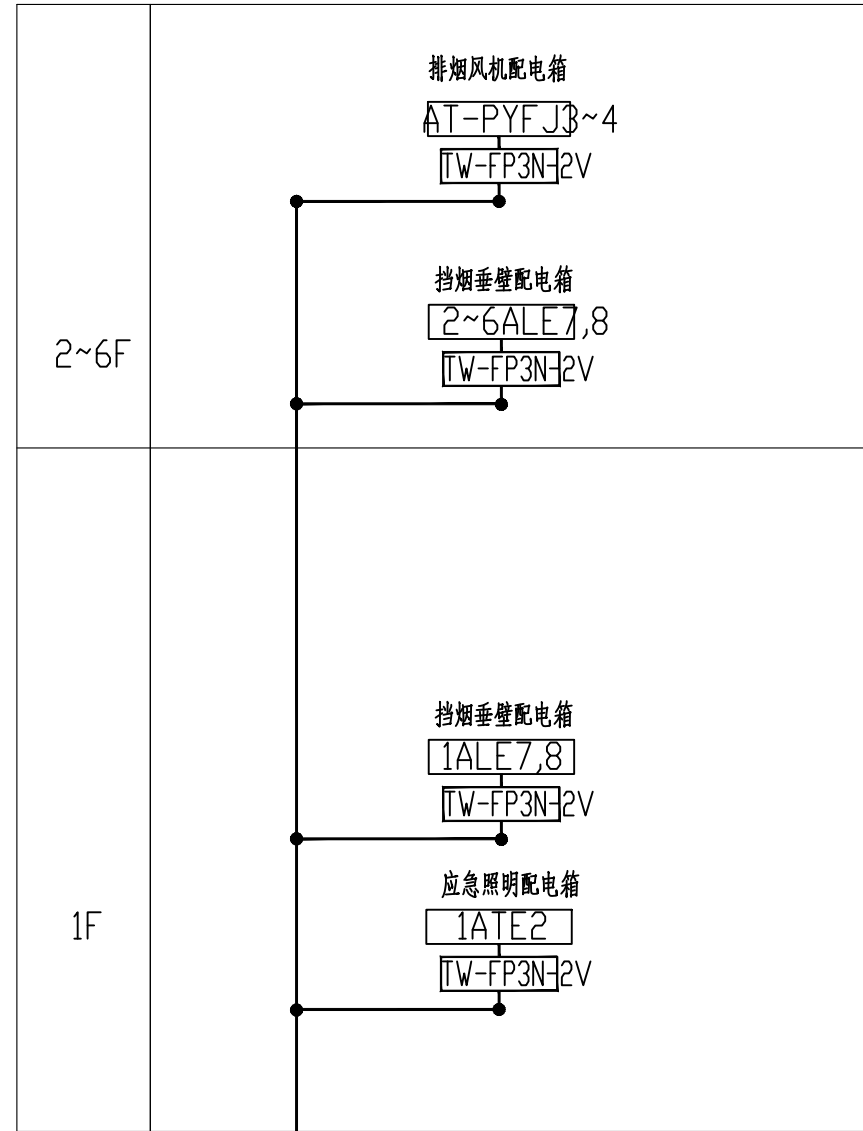 排烟风机配电箱
AT-PYFJ3~4
TW-FP3N-2V
挡烟垂壁配电箱
2~6ALE7,8
2~6F
TW-FP3N-2V
挡烟垂壁配电箱
1ALE7,8
TW-FP3N-2V
应急照明配电箱
1F
1ATE2
TW-FP3N-2V